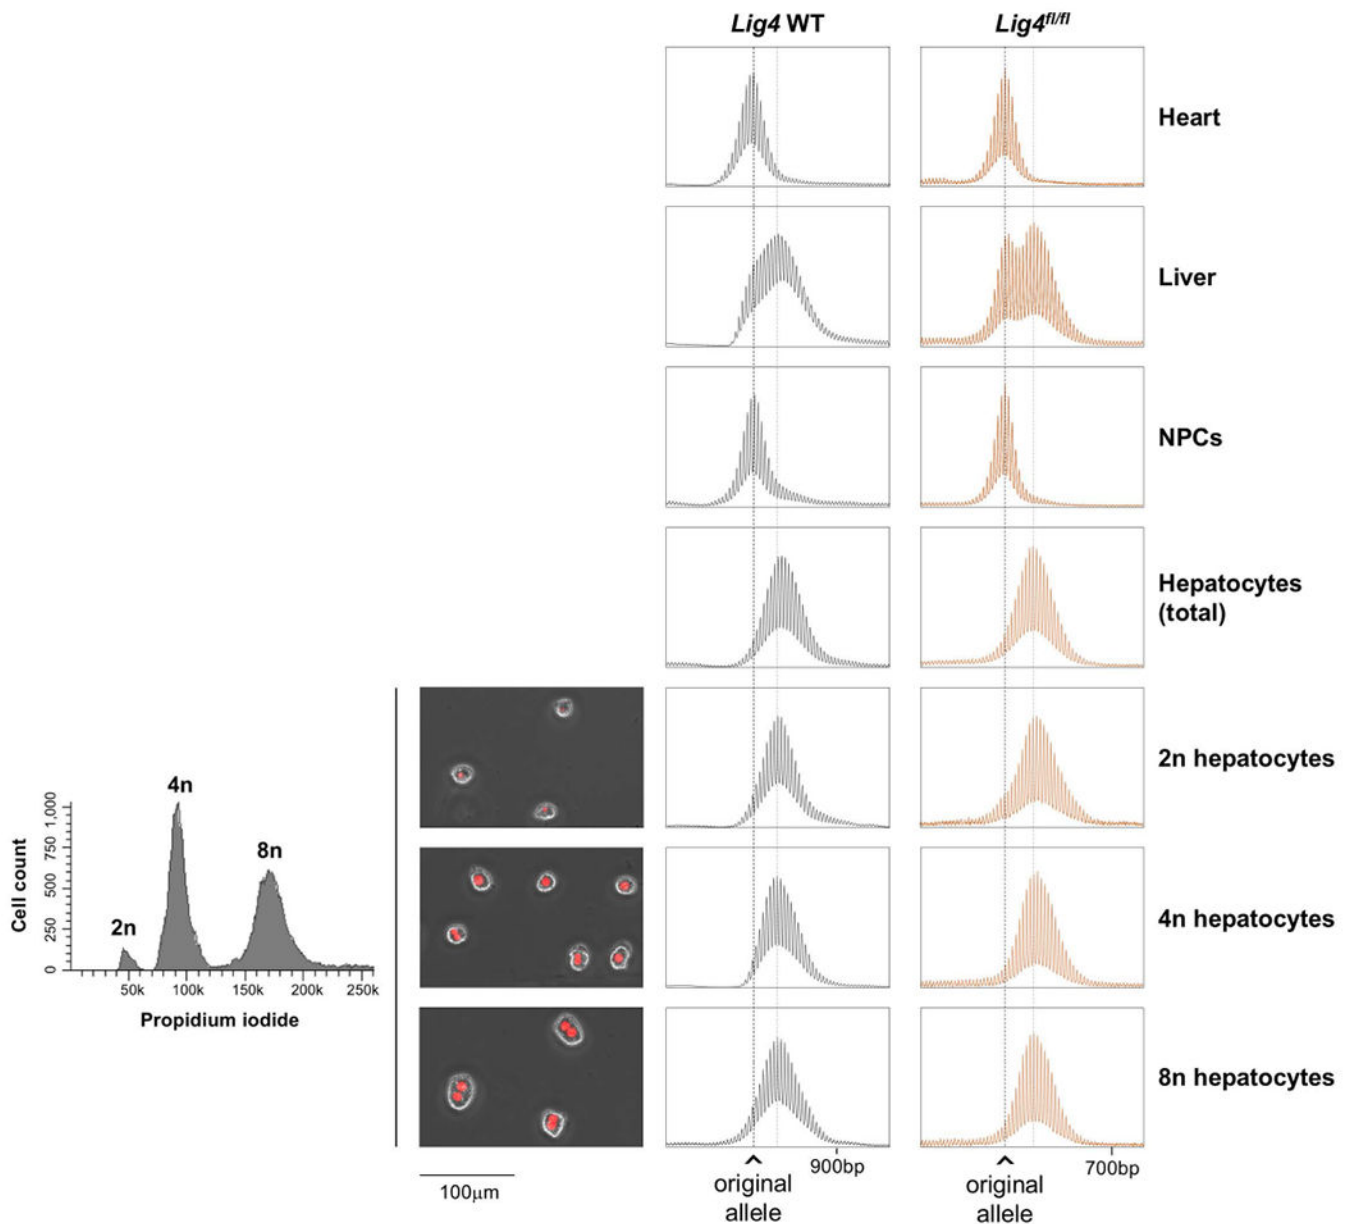 Lig4 WT
Lig4fl/fl
Heart
Liver
NPCs
Hepatocytes
(total)
2n hepatocytes
4n hepatocytes
8n hepatocytes
Cell count
1,000
750
500
250
0
2n
4n
8n
50k
100k
150k
200k
250k
Propidium iodide
100μm
900bp
original
allele
700bp
original
allele